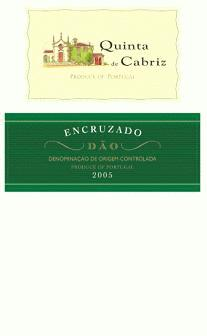 Quinta
de Cabriz
PRODUCE OF PORTUGAL
ENCRUZADO
DÃO
DENOMINAÇÃO DE ORIGEM CONTROLADA
PRODUCE OF PORTUGAL
2005